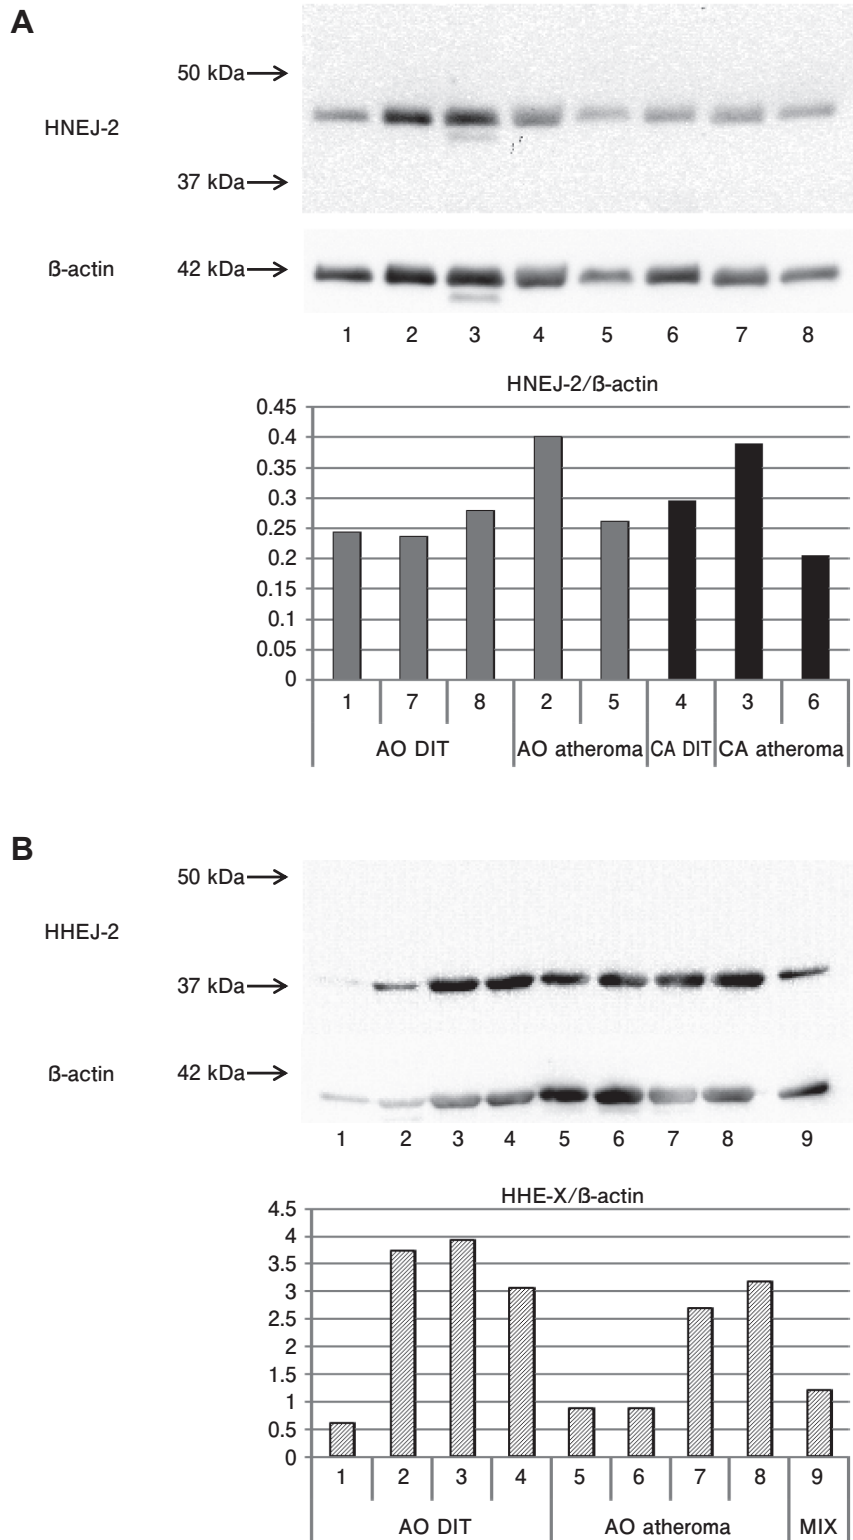 A
50 kDa
HNEJ-2
37 kDa
ß-actin 42 kDa
1 2 3 4 5 6 7 8
HNEJ-2/ß-actin
0.45
0.4
0.35
0.3
0.25
0.2
0.15
0.1
0.05
0
1 7 8 2 5 4 3 6
AO DIT AO atheroma CA DIT CA atheroma
B
50 kDa
HHEJ-2
37 kDa
ß-actin 42 kDa
1 2 3 4 5 6 7 8 9
HHE-X/ß-actin
4.5
4
3.5
3
2.5
2
1.5
1
0.5
0
1 2 3 4 5 6 7 8 9
AO DIT AO atheroma MIX